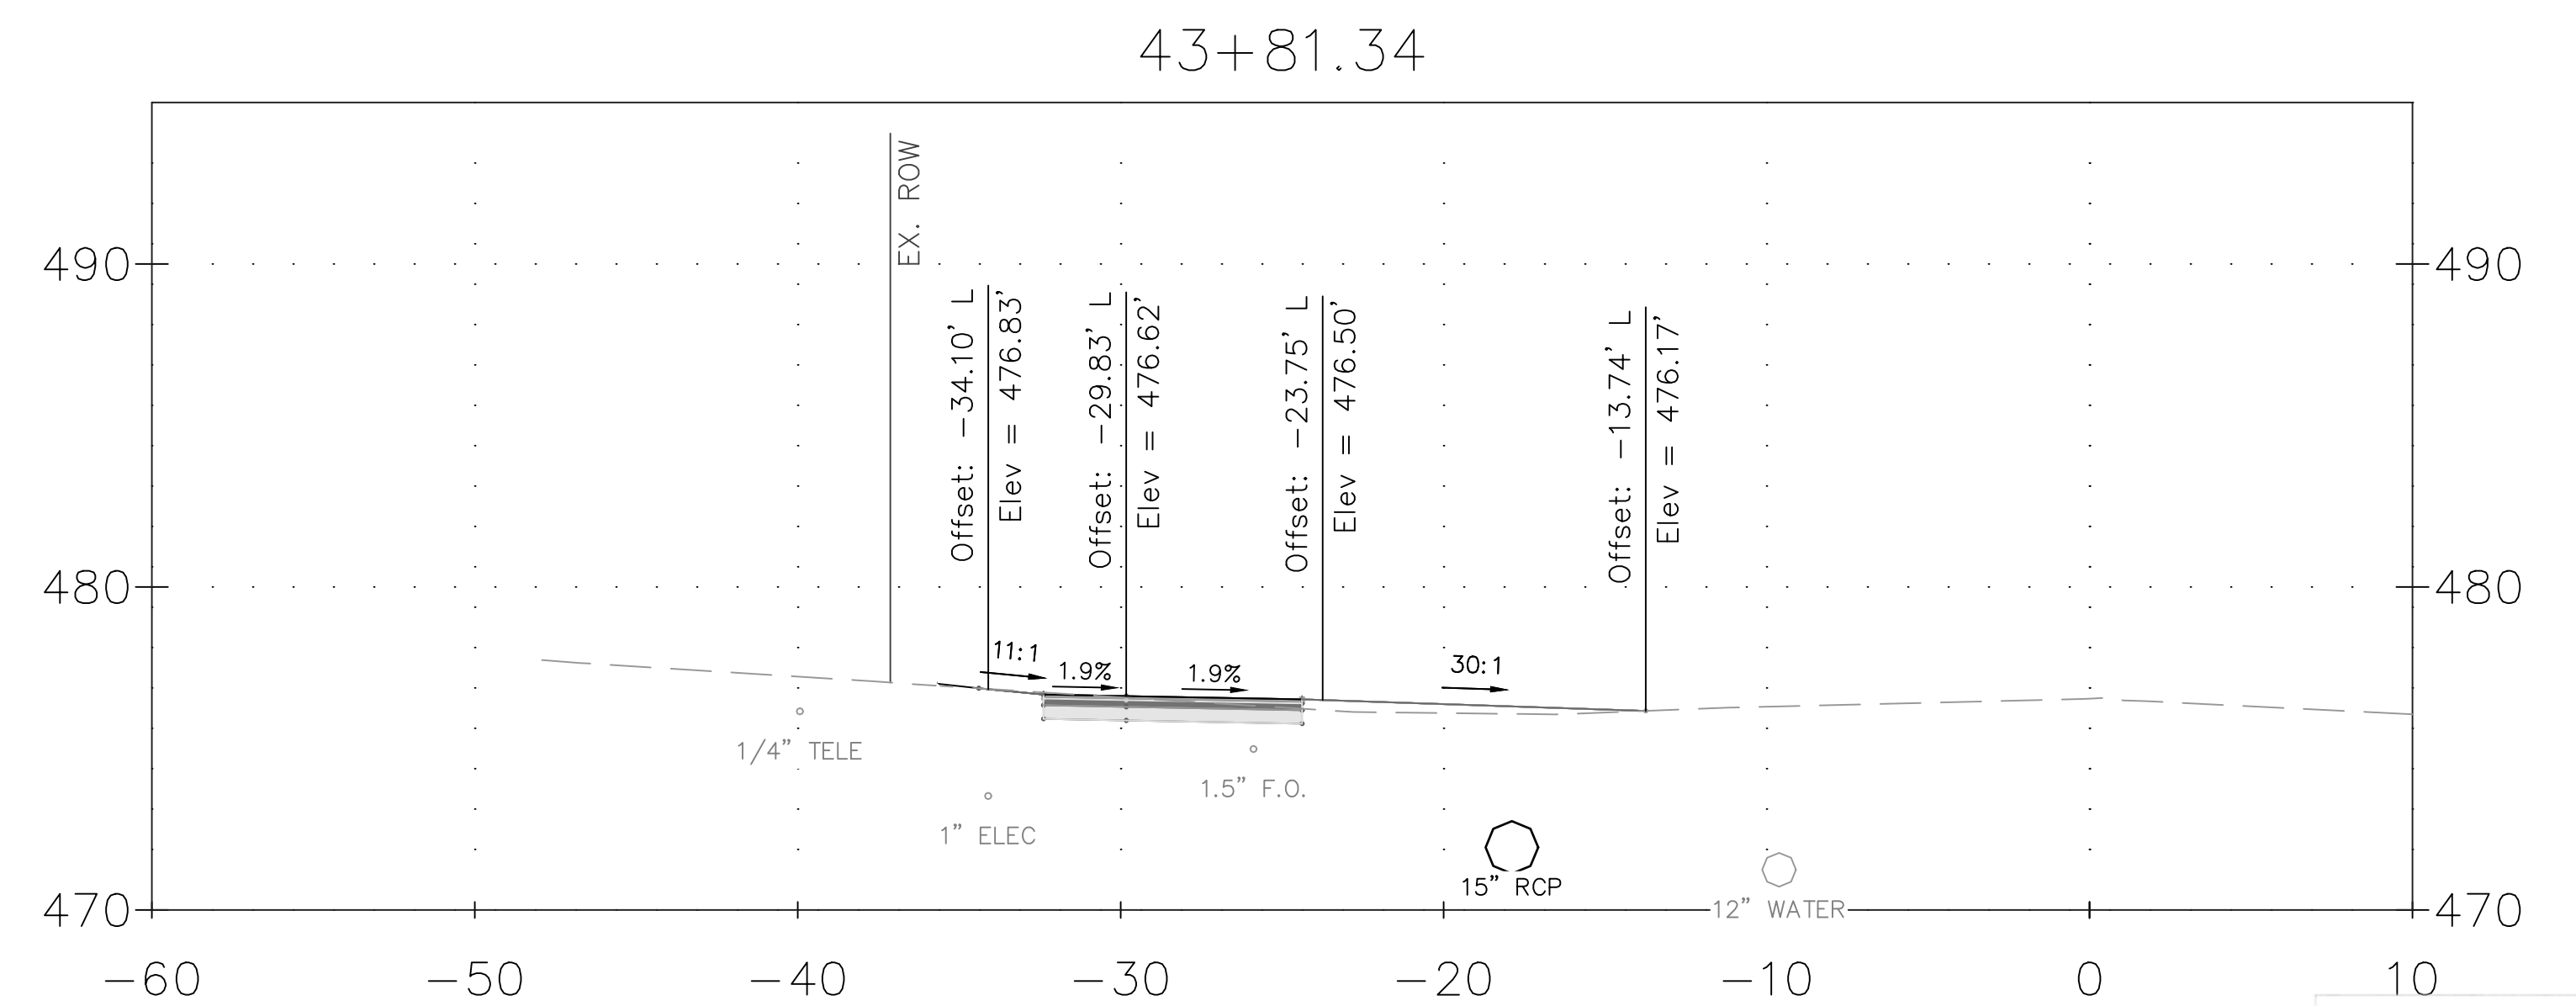 43+81.34
EX. ROW
490
490
Offset: -34.10' L
Elev = 476.83'
Offset: -29.83' L
Elev = 476.62'
Offset: -23.75' L
Elev = 476.50'
Offset: -13.74' L
Elev = 476.17'
480
480
11:1
1.9%
1.9%
30:1
1/4" TELE
1.5" F.O.
1" ELEC
15" RCP
12" WATER
470
470
-60
-50
-40
-30
-20
-10
0
10